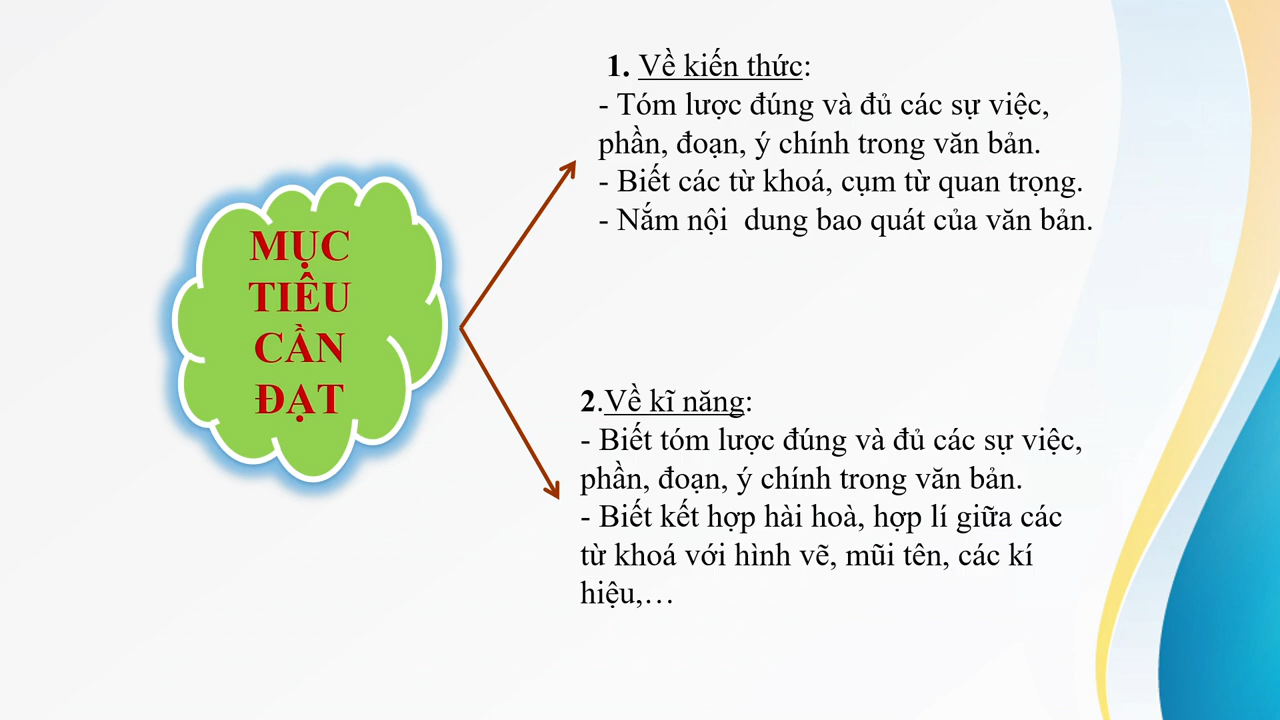 MỤC
TIÊU
CẦN
ĐẠT
1. Về kiến thức:
- Tóm lược đúng và đủ các sự việc,
phần, đoạn, ý chính trong văn bản.
- Biết các từ khoá, cụm từ quan trọng.
- Nắm nội  dung bao quát của văn bản.
2.Về kĩ năng:
- Biết tóm lược đúng và đủ các sự việc,
phần, đoạn, ý chính trong văn bản.
- Biết kết hợp hài hoà, hợp lí giữa các
từ khoá với hình vẽ, mũi tên, các kí
hiệu,…